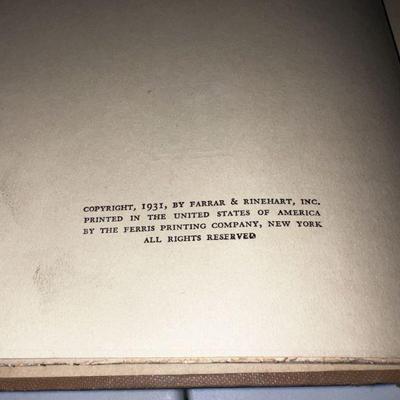 COPYRIGHT, 1931, BY FARRAR & RINEHART, INC.
PRINTED IN THE UNITED STATES OF AMERICA
BY THE FERRIS PRINTING COMPANY, NEW YORK
ALL RIGHTS RESERVED